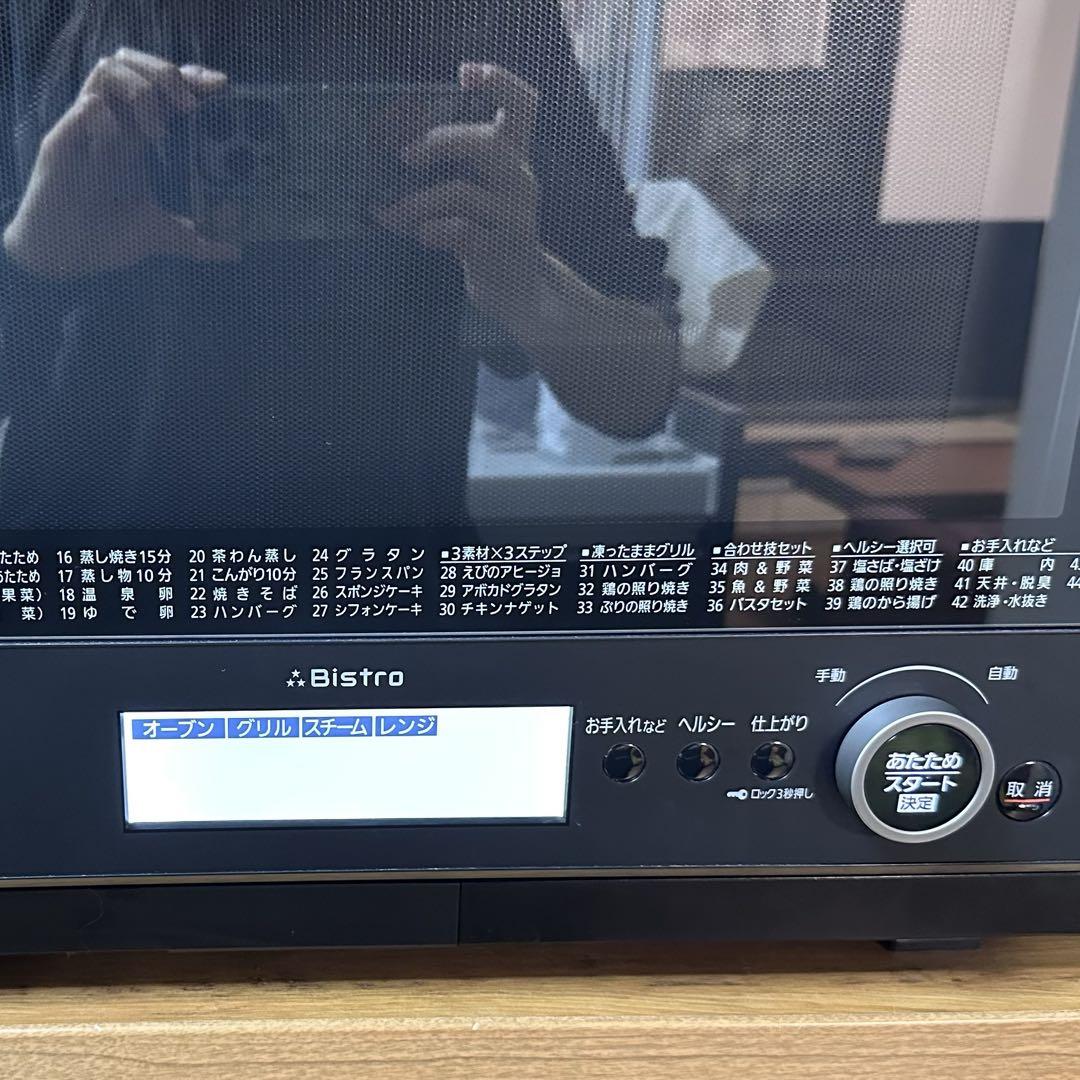 たため 16 蒸し焼き15分 20 茶わん蒸し 24 グラタン ■3素材×3ステップ ■凍ったままグリル ■合わせ技セット ■ヘルシー選択可 ■お手入れなど
たため 17 蒸し物10分 21 こんがり10分 25 フランスパン 28 えびのアヒージョ 31 ハンバーグ 34 肉&野菜 37 塩さば・塩ざけ 40 庫内
果菜) 18 温泉卵 22 焼きそば 26 スポンジケーキ 29 アボカドグラタン 32 鶏の照り焼き 35 魚&野菜 38 鶏の照り焼き 41 天井・脱臭 44
菜) 19 ゆで卵 23 ハンバーグ 27 シフォンケーキ 30 チキンナゲット 33 ぶりの照り焼き 36 パスタセット 39 鶏のから揚げ 42 洗浄・水抜き
Bistro
手動 自動
オーブン グリル スチーム レンジ
お手入れなど ヘルシー 仕上がり
ロック3秒押し
あたため
スタート
決定
取消